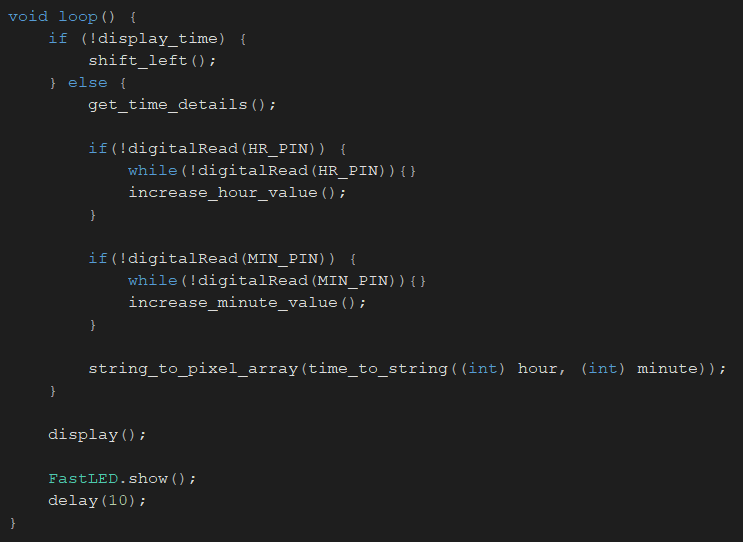 void loop() {
    if (!display_time) {
        shift_left();
    } else {
        get_time_details();

        if(!digitalRead(HR_PIN)) {
            while(!digitalRead(HR_PIN)){}
            increase_hour_value();
        }

        if(!digitalRead(MIN_PIN)) {
            while(!digitalRead(MIN_PIN)){}
            increase_minute_value();
        }

        string_to_pixel_array(time_to_string((int) hour, (int) minute));
    }

    display();

    FastLED.show();
    delay(10);
}